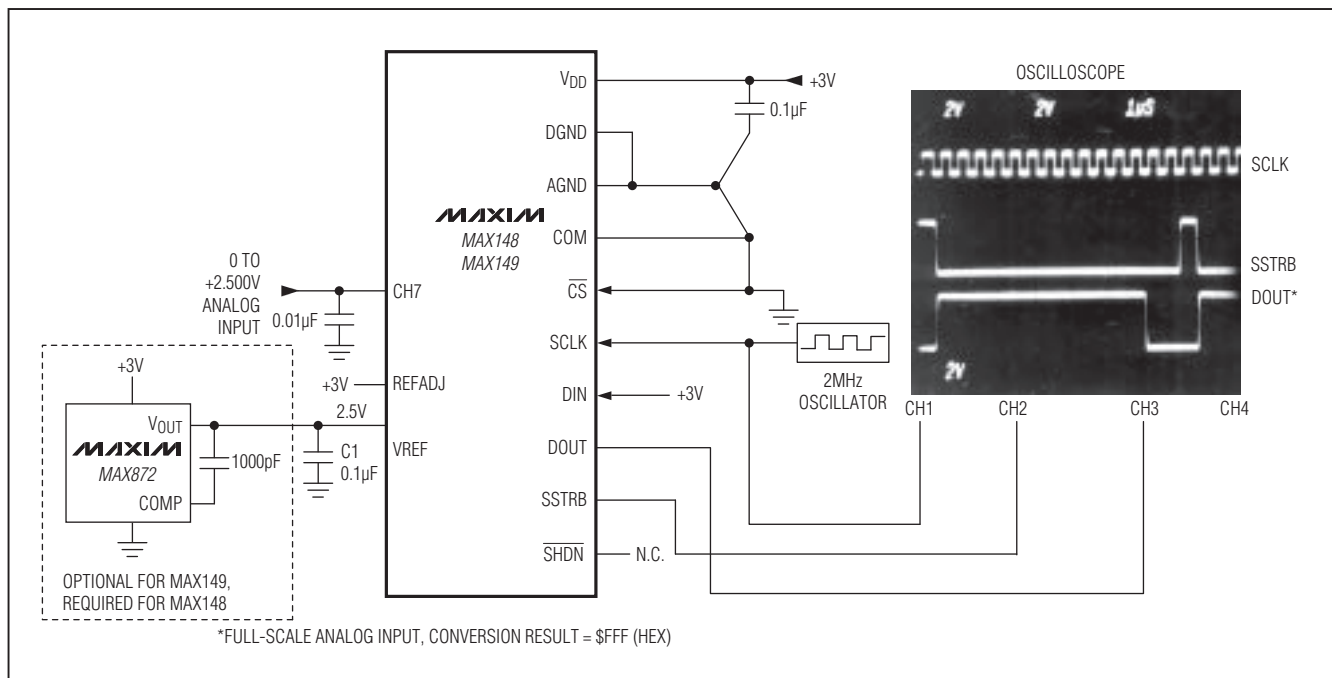 V_DD
DGND
AGND
COM
CS
SCLK
DIN
DOUT
SSTRB
SHDN
CH7
REFADJ
VREF
MAXIM
MAX148
MAX149
+3V
0.1µF
0 TO
+2.500V
ANALOG
INPUT
0.01µF
+3V
2.5V
C1
0.1µF
+3V
V_OUT
MAXIM
MAX872
COMP
1000pF
OPTIONAL FOR MAX149,
REQUIRED FOR MAX148
2MHz
OSCILLATOR
+3V
N.C.
OSCILLOSCOPE
2V 2V 1µS
SCLK
SSTRB
DOUT*
2V
CH1 CH2 CH3 CH4
*FULL-SCALE ANALOG INPUT, CONVERSION RESULT = $FFF (HEX)